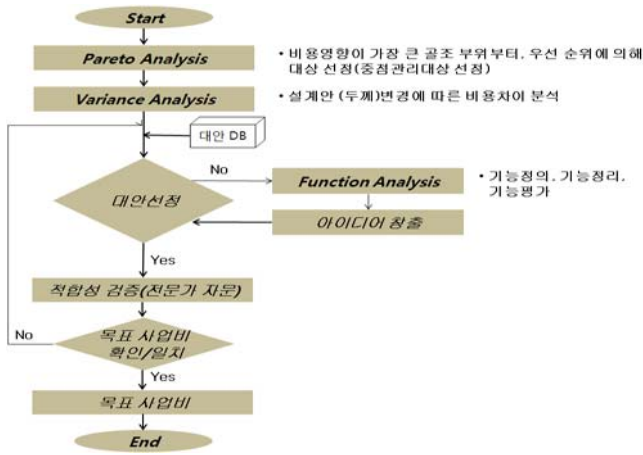 Start
Pareto Analysis
• 비용영향이 가장 큰 골조 부위부터, 우선 순위에 의해
대상 선정(중점관리대상 선정)
Variance Analysis
• 설계안 (두께)변경에 따른 비용차이 분석
대안 DB
No
대안선정
Function Analysis
• 기능정의, 기능정리,
기능평가
아이디어 창출
Yes
적합성 검증(전문가 자문)
No
목표 사업비
확인/일치
Yes
목표 사업비
End